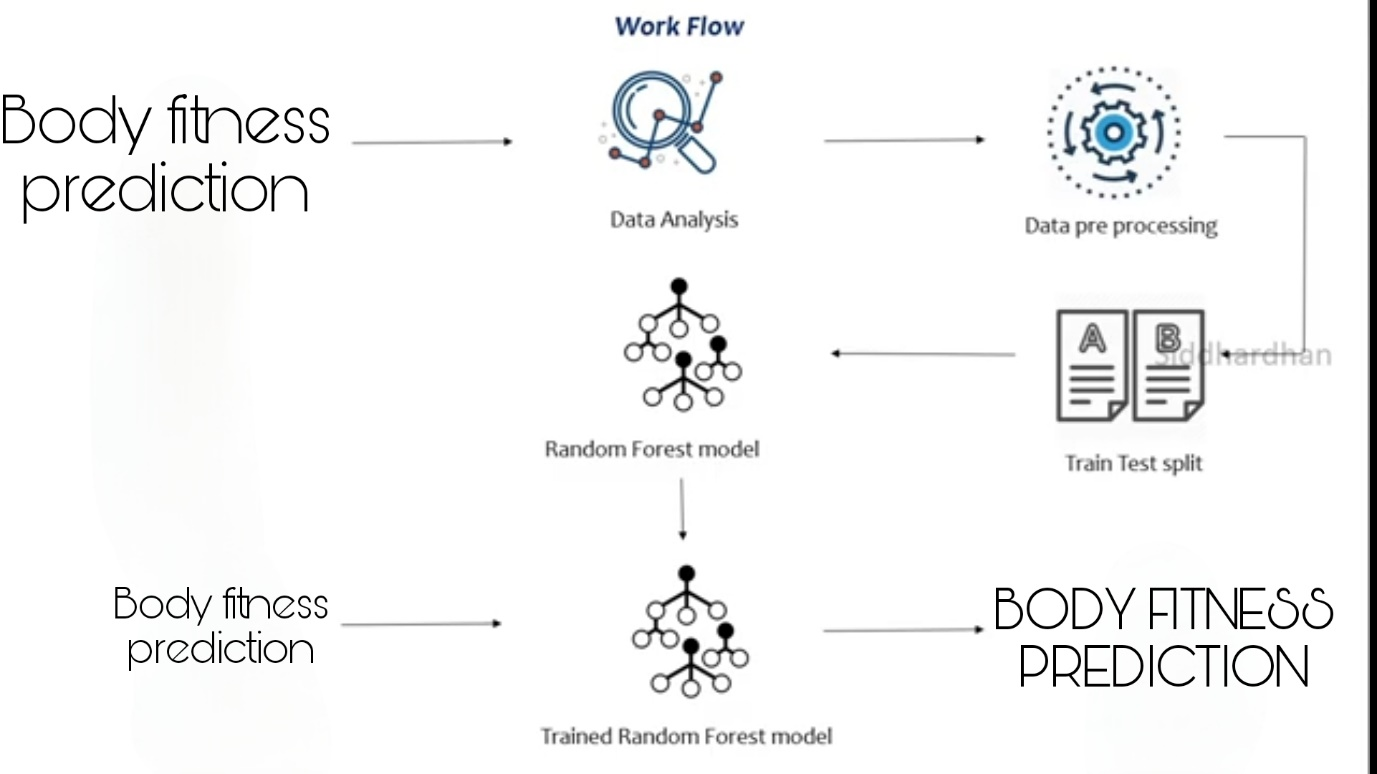 Work Flow
Body fitness
prediction
Data Analysis
Data pre processing
A
B
Siddhardhan
Random Forest model
Train Test split
Body fitness
prediction
BODY FITNESS
PREDICTION
Trained Random Forest model